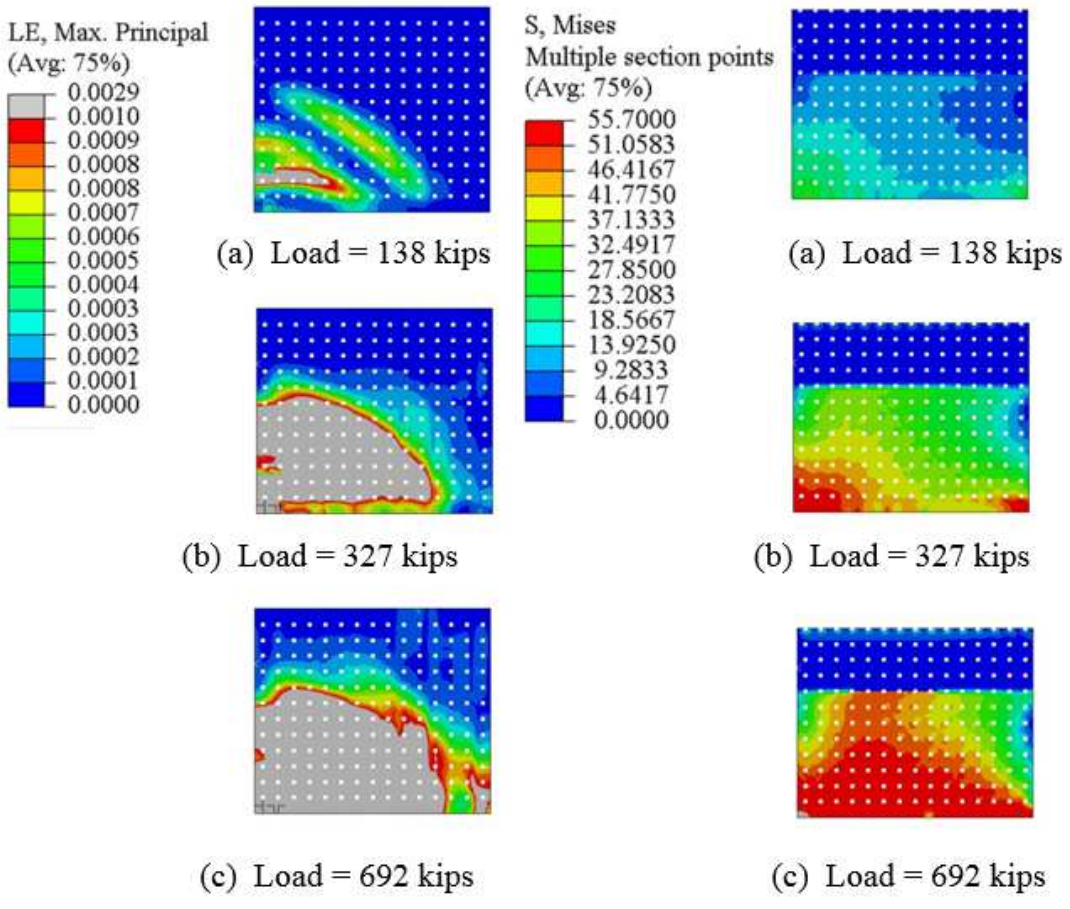 LE, Max. Principal
(Avg: 75%)
0.0029
0.0010
0.0009
0.0008
0.0008
0.0007
0.0006
0.0005
0.0004
0.0003
0.0003
0.0002
0.0001
0.0000
(a) Load = 138 kips
(b) Load = 327 kips
(c) Load = 692 kips
S, Mises
Multiple section points
(Avg: 75%)
55.7000
51.0583
46.4167
41.7750
37.1333
32.4917
27.8500
23.2083
18.5667
13.9250
9.2833
4.6417
0.0000
(a) Load = 138 kips
(b) Load = 327 kips
(c) Load = 692 kips